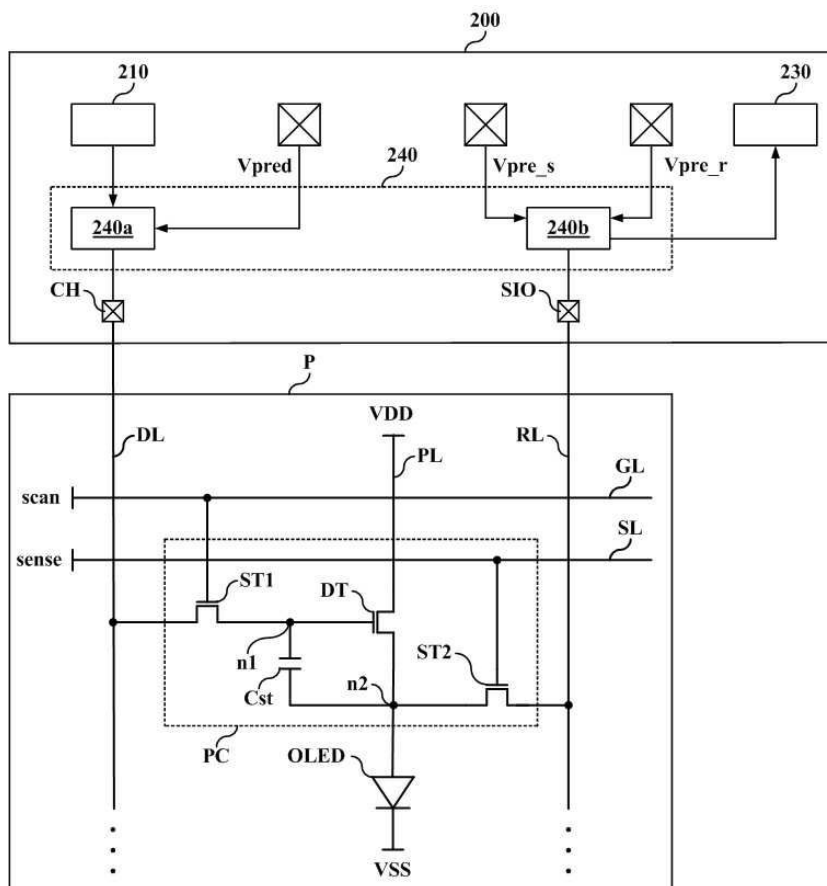 200
210
230
Vpred
240
Vpre_s
Vpre_r
240a
240b
CH
SIO
P
VDD
DL
PL
RL
GL
scan
SL
sense
ST1
DT
ST2
n1
Cst
n2
PC
OLED
VSS